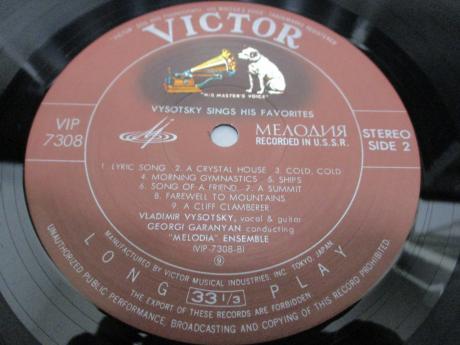 VICTOR
"HIS MASTER'S VOICE"
VYSOTSKY SINGS HIS FAVORITES
VIP
7308
МЕЛОДИЯ
RECORDED IN U.S.S.R.
STEREO
SIDE 2
1. LYRIC SONG 2. A CRYSTAL HOUSE 3. COLD, COLD
4. MORNING GYMNASTICS 5. SHIPS
6. SONG OF A FRIEND 7. A SUMMIT
8. FAREWELL TO MOUNTAINS
9. A CLIFF CLAMBERER
VLADIMIR VYSOTSKY, vocal & guitar
GEORGI GARANYAN conducting
"MELODIA" ENSEMBLE
(VIP-7308-B)
9
MANUFACTURED BY VICTOR MUSICAL INDUSTRIES, INC. TOKYO, JAPAN.
LONG 33 1/3 PLAY
THE EXPORT OF THESE RECORDS ARE FORBIDDEN
UNAUTHORIZED PUBLIC PERFORMANCE, BROADCASTING AND COPYING OF THIS RECORD PROHIBITED.